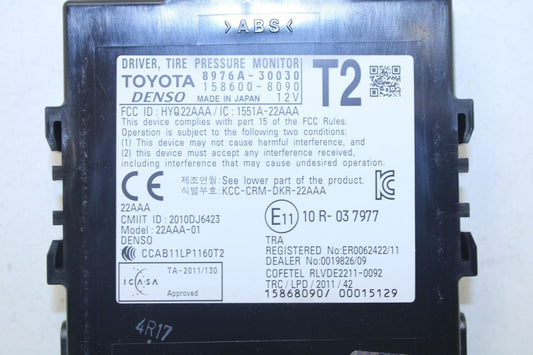 >ABS<
DRIVER, TIRE PRESSURE MONITOR
TOYOTA 8976A-30030
DENSO 158600-8090
MADE IN JAPAN 12V
T2
FCC ID : HYQ22AAA / IC : 1551A-22AAA
This device complies with part 15 of the FCC Rules.
Operation is subject to the following two conditions:
(1) This device may not cause harmful interference, and
(2) this device must accept any interference received,
including interference that may cause undesired operation.
CE
제조연월: See lower part of the product.
식별부호: KCC-CRM-DKR-22AAA
22AAA
CMIIT ID : 2010DJ6423
Model : 22AAA-01
DENSO
CCAB11LP1160T2
E11 10 R- 03 7977
TRA
REGISTERED No:ER0062422/11
DEALER No:0019826/09
COFETEL RLVDE2211-0092
TRC / LPD / 2011 / 42
ICASA
TA-2011/130
Approved
15868090/ 00015129
4R17